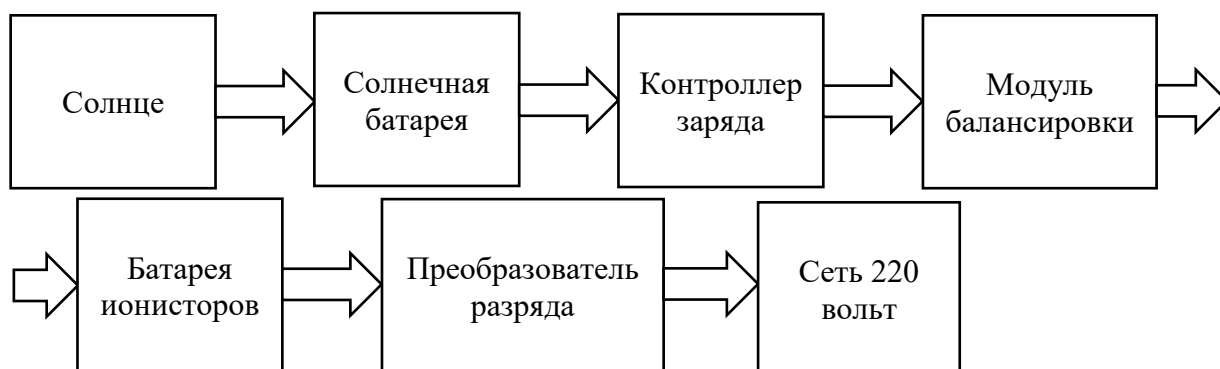 Солнце
Солнечная
батарея
Контроллер
заряда
Модуль
балансировки
Батарея
ионисторов
Преобразователь
разряда
Сеть 220
вольт